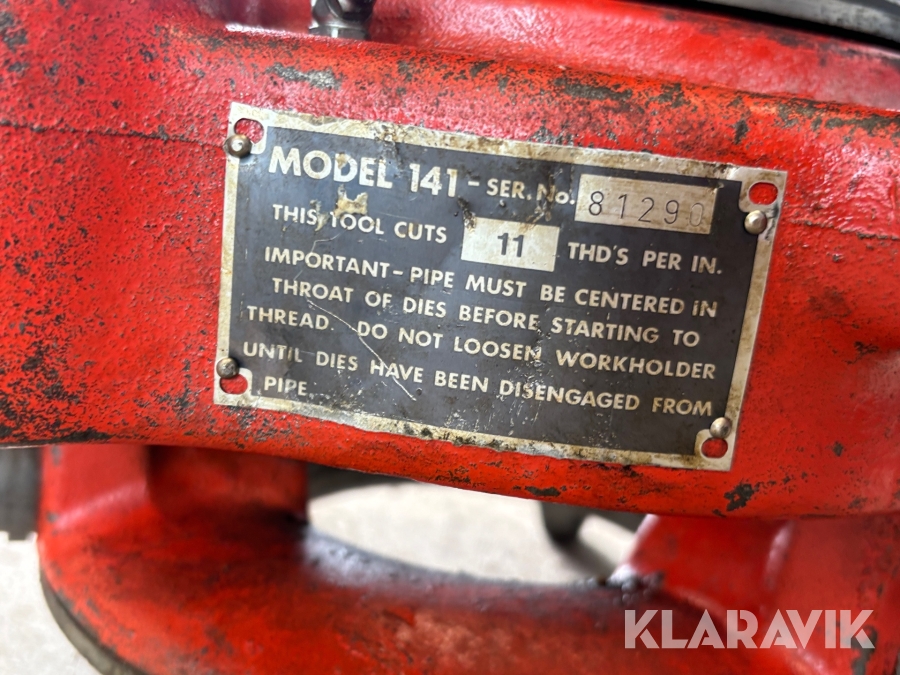 MODEL 141 - SER. No. 81290
THIS TOOL CUTS 11 THD'S PER IN.
IMPORTANT - PIPE MUST BE CENTERED IN
THROAT OF DIES BEFORE STARTING TO
THREAD. DO NOT LOOSEN WORKHOLDER
UNTIL DIES HAVE BEEN DISENGAGED FROM
PIPE.
KLARAVIK